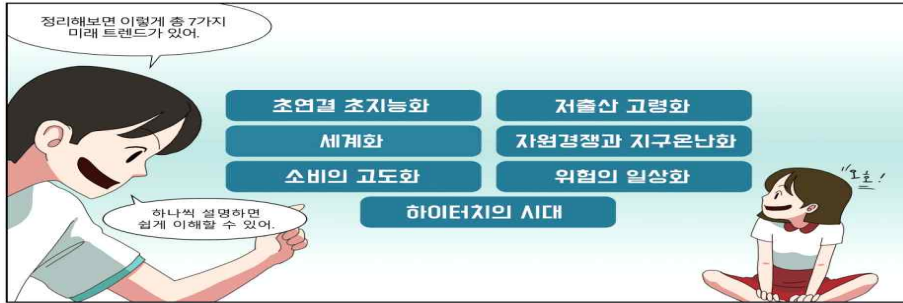 정리해보면 이렇게 총 7가지
미래 트렌드가 있어.
초연결 초지능화
저출산 고령화
세계화
자원경쟁과 지구온난화
소비의 고도화
위험의 일상화
하이터치의 시대
오호!
하나씩 설명하면
쉽게 이해할 수 있어.